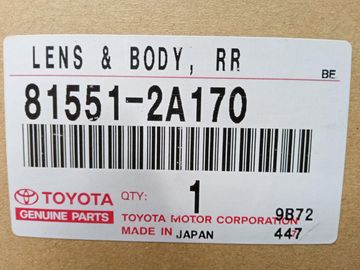 LENS & BODY, RR
BE
81551-2A170
TOYOTA
GENUINE PARTS
QTY:
1
TOYOTA MOTOR CORPORATION
9B72
MADE IN JAPAN
447